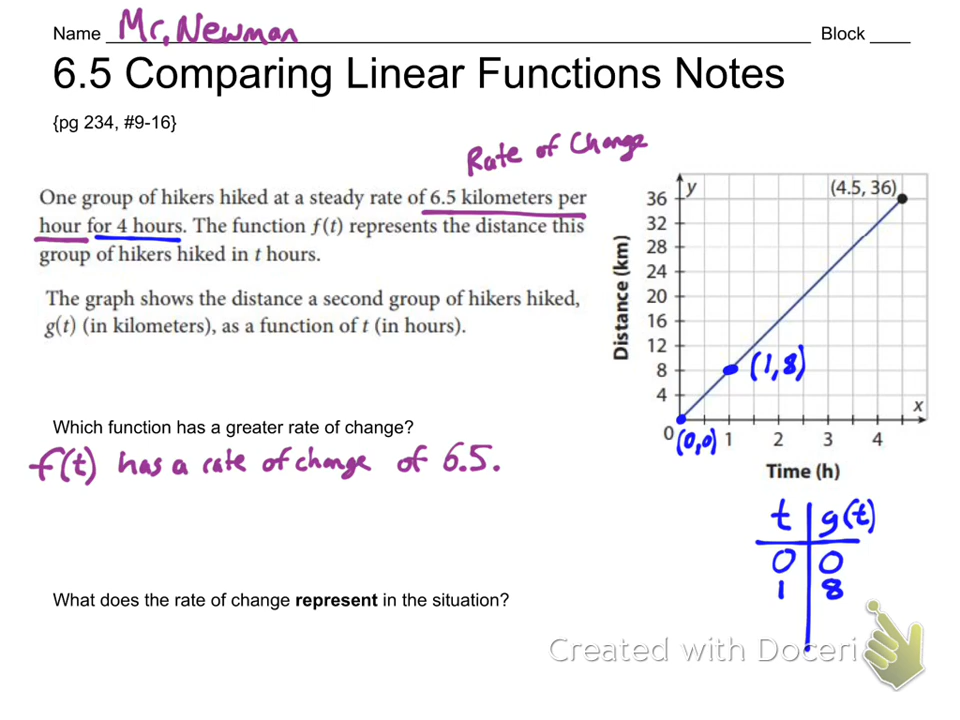 Name Mr. Newman Block
6.5 Comparing Linear Functions Notes
{pg 234, #9-16}
Rate of Change
One group of hikers hiked at a steady rate of 6.5 kilometers per
hour for 4 hours. The function f(t) represents the distance this
group of hikers hiked in t hours.
The graph shows the distance a second group of hikers hiked,
g(t) (in kilometers), as a function of t (in hours).
y
(4.5, 36)
36
32
28
24
20
16
12
8
4
0
Distance (km)
(1,8)
(0,0)
1 2 3 4
x
Time (h)
Which function has a greater rate of change?
f(t) has a rate of change of 6.5.
t g(t)
0 0
1 8
What does the rate of change represent in the situation?
Created with Doceri